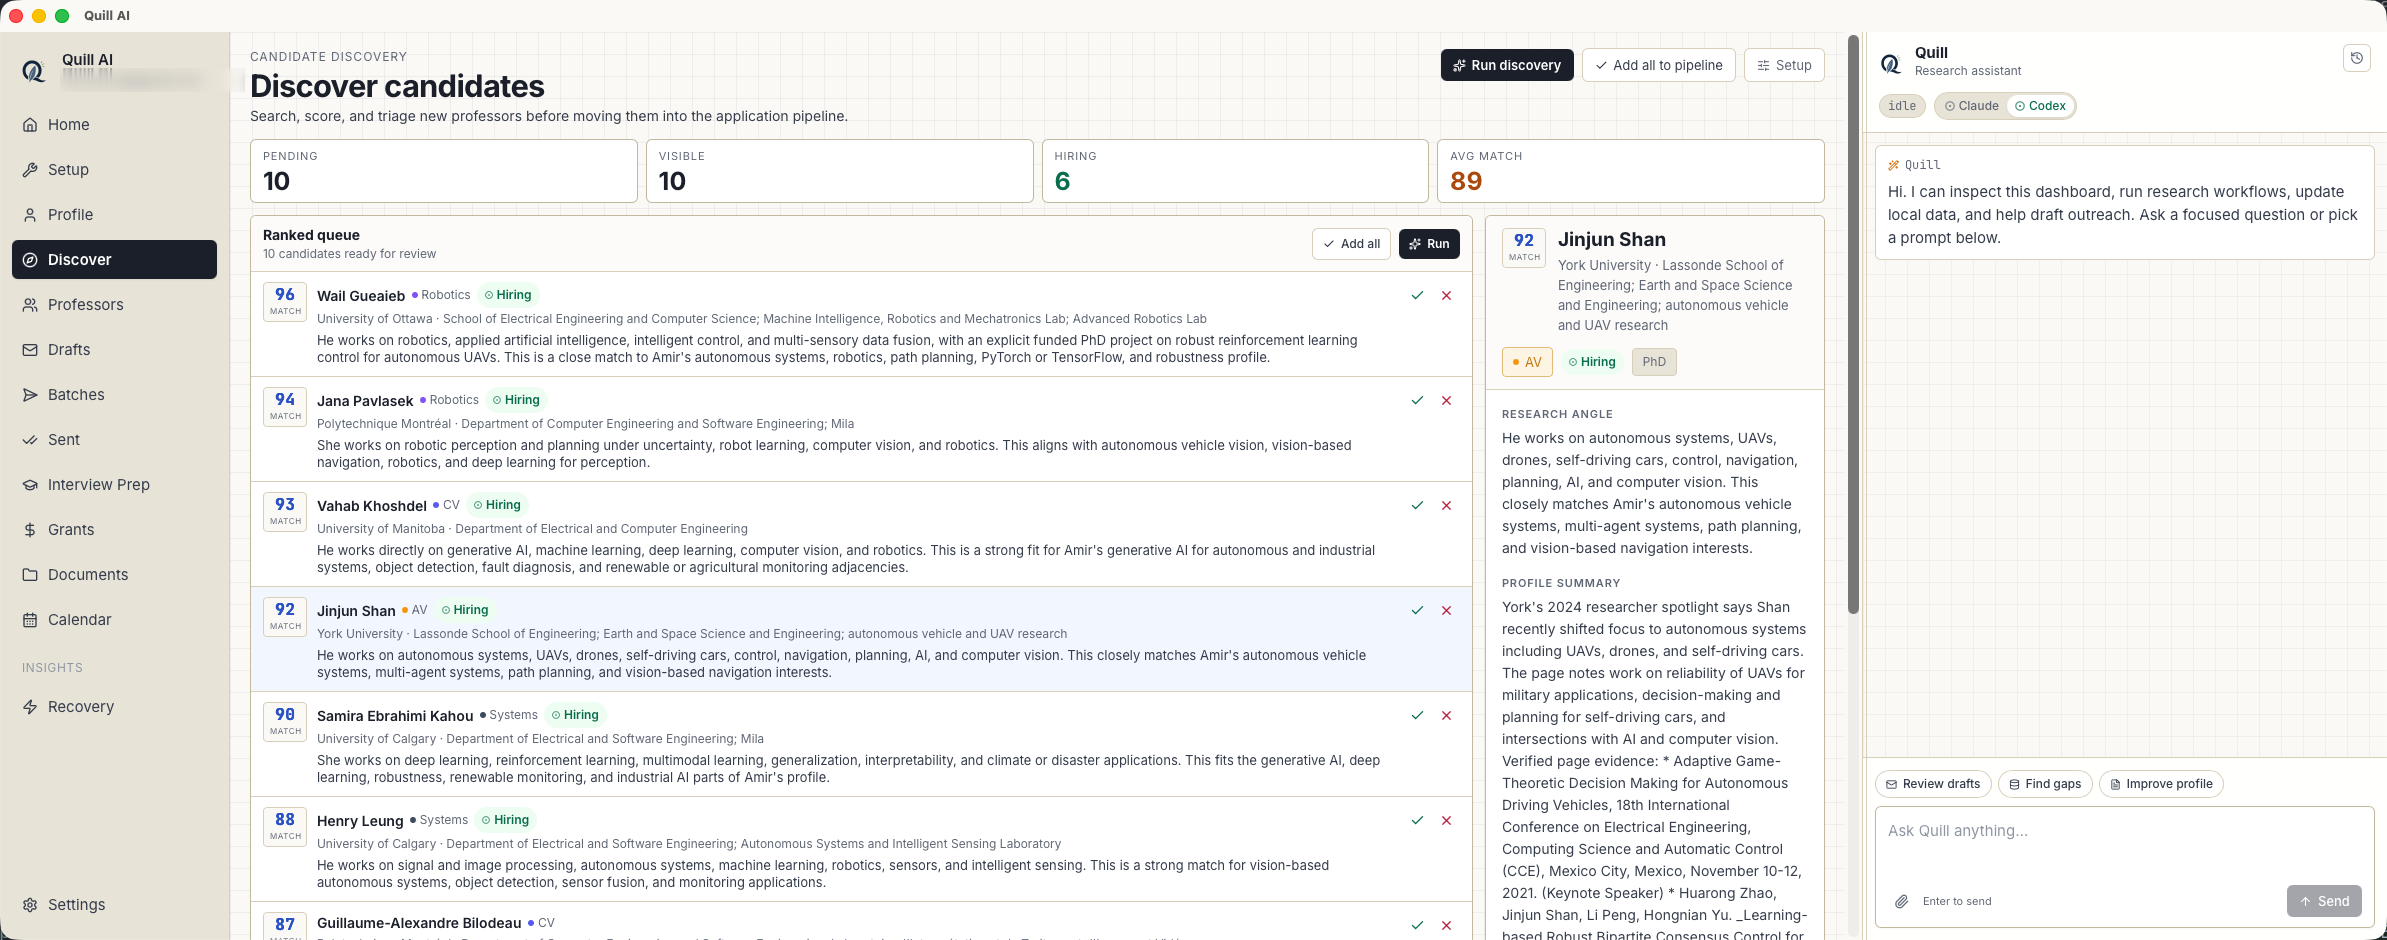 Quill AI
Quill AI
Home
Setup
Profile
Discover
Professors
Drafts
Batches
Sent
Interview Prep
Grants
Documents
Calendar
INSIGHTS
Recovery
Settings
CANDIDATE DISCOVERY
Discover candidates
Search, score, and triage new professors before moving them into the application pipeline.
Run discovery
Add all to pipeline
Setup
PENDING
10
VISIBLE
10
HIRING
6
AVG MATCH
89
Ranked queue
10 candidates ready for review
Add all
Run
96
MATCH
Wail Gueaieb Robotics Hiring
University of Ottawa · School of Electrical Engineering and Computer Science; Machine Intelligence, Robotics and Mechatronics Lab; Advanced Robotics Lab
He works on robotics, applied artificial intelligence, intelligent control, and multi-sensory data fusion, with an explicit funded PhD project on robust reinforcement learning
control for autonomous UAVs. This is a close match to Amir's autonomous systems, robotics, path planning, PyTorch or TensorFlow, and robustness profile.
94
MATCH
Jana Pavlasek Robotics Hiring
Polytechnique Montréal · Department of Computer Engineering and Software Engineering; Mila
She works on robotic perception and planning under uncertainty, robot learning, computer vision, and robotics. This aligns with autonomous vehicle vision, vision-based
navigation, robotics, and deep learning for perception.
93
MATCH
Vahab Khoshdel CV Hiring
University of Manitoba · Department of Electrical and Computer Engineering
He works directly on generative AI, machine learning, deep learning, computer vision, and robotics. This is a strong fit for Amir's generative AI for autonomous and industrial
systems, object detection, fault diagnosis, and renewable or agricultural monitoring adjacencies.
92
MATCH
Jinjun Shan AV Hiring
York University · Lassonde School of Engineering; Earth and Space Science and Engineering; autonomous vehicle and UAV research
He works on autonomous systems, UAVs, drones, self-driving cars, control, navigation, planning, AI, and computer vision. This closely matches Amir's autonomous vehicle
systems, multi-agent systems, path planning, and vision-based navigation interests.
90
MATCH
Samira Ebrahimi Kahou Systems Hiring
University of Calgary · Department of Electrical and Software Engineering; Mila
She works on deep learning, reinforcement learning, multimodal learning, generalization, interpretability, and climate or disaster applications. This fits the generative AI, deep
learning, robustness, renewable monitoring, and industrial AI parts of Amir's profile.
88
MATCH
Henry Leung Systems Hiring
University of Calgary · Department of Electrical and Software Engineering; Autonomous Systems and Intelligent Sensing Laboratory
He works on signal and image processing, autonomous systems, machine learning, robotics, sensors, and intelligent sensing. This is a strong match for vision-based
autonomous systems, object detection, sensor fusion, and monitoring applications.
87
Guillaume-Alexandre Bilodeau CV
92
MATCH
Jinjun Shan
York University · Lassonde School of
Engineering; Earth and Space Science
and Engineering; autonomous vehicle
and UAV research
AV
Hiring
PhD
RESEARCH ANGLE
He works on autonomous systems, UAVs,
drones, self-driving cars, control, navigation,
planning, AI, and computer vision. This
closely matches Amir's autonomous vehicle
systems, multi-agent systems, path planning,
and vision-based navigation interests.
PROFILE SUMMARY
York's 2024 researcher spotlight says Shan
recently shifted focus to autonomous systems
including UAVs, drones, and self-driving cars.
The page notes work on reliability of UAVs for
military applications, decision-making and
planning for self-driving cars, and
intersections with AI and computer vision.
Verified page evidence: * Adaptive Game-
Theoretic Decision Making for Autonomous
Driving Vehicles, 18th International
Conference on Electrical Engineering,
Computing Science and Automatic Control
(CCE), Mexico City, Mexico, November 10-12,
2021. (Keynote Speaker) * Huarong Zhao,
Jinjun Shan, Li Peng, Hongnian Yu. _Learning-
based Robust Bipartite Consensus Control for
Quill
Research assistant
idle
Claude
Codex
Quill
Hi. I can inspect this dashboard, run research workflows, update
local data, and help draft outreach. Ask a focused question or pick
a prompt below.
Review drafts
Find gaps
Improve profile
Ask Quill anything...
Enter to send
Send